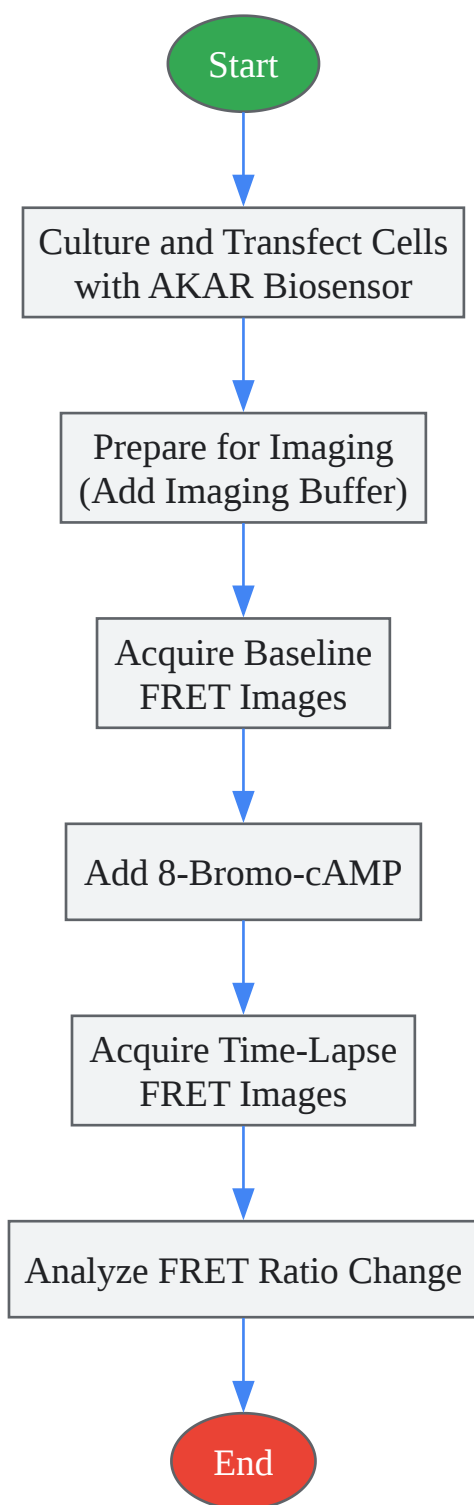 Start
Culture and Transfect Cells
with AKAR Biosensor
Prepare for Imaging
(Add Imaging Buffer)
Acquire Baseline
FRET Images
Add 8-Bromo-cAMP
Acquire Time-Lapse
FRET Images
Analyze FRET Ratio Change
End